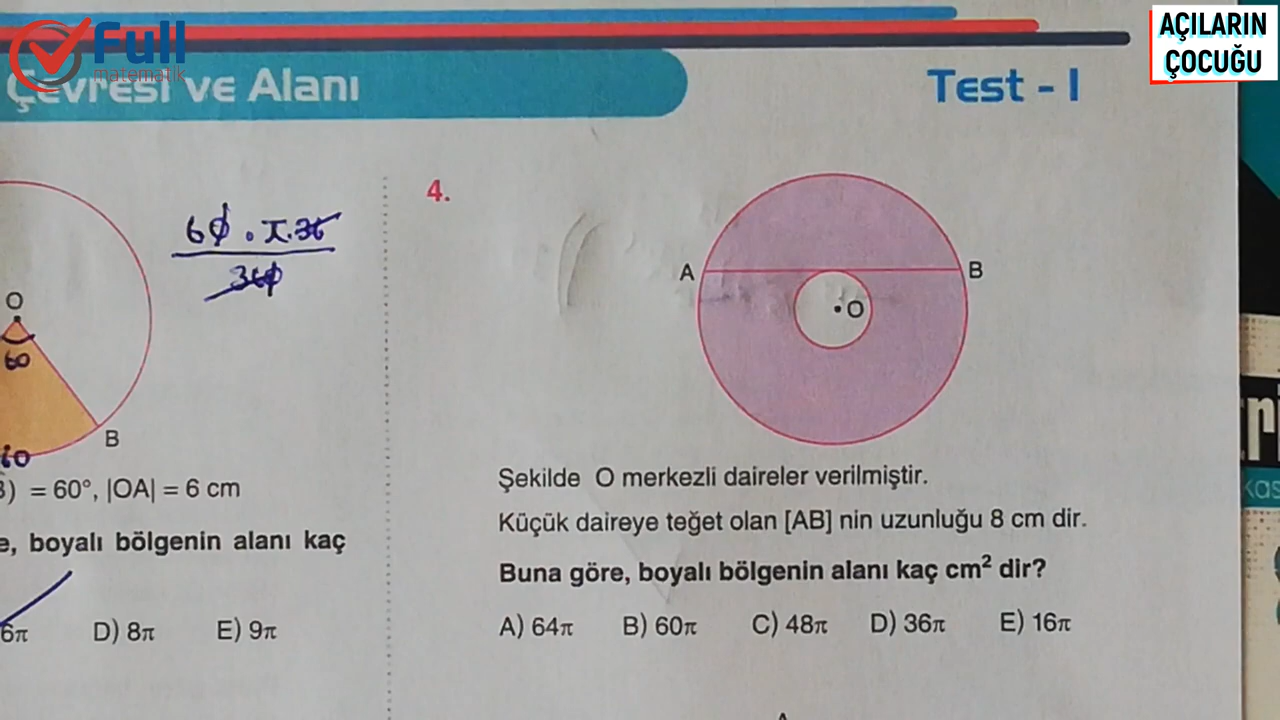 Full
matematik
AÇILARIN
ÇOCUĞU
Çevresi ve Alanı
Test - I
60 . π.36
360
O
60
B
= 60°, |OA| = 6 cm
boyalı bölgenin alanı kaç
6π D) 8π E) 9π
4.
A
B
O
Şekilde O merkezli daireler verilmiştir.
Küçük daireye teğet olan [AB] nin uzunluğu 8 cm dir.
Buna göre, boyalı bölgenin alanı kaç cm² dir?
A) 64π B) 60π C) 48π D) 36π E) 16π